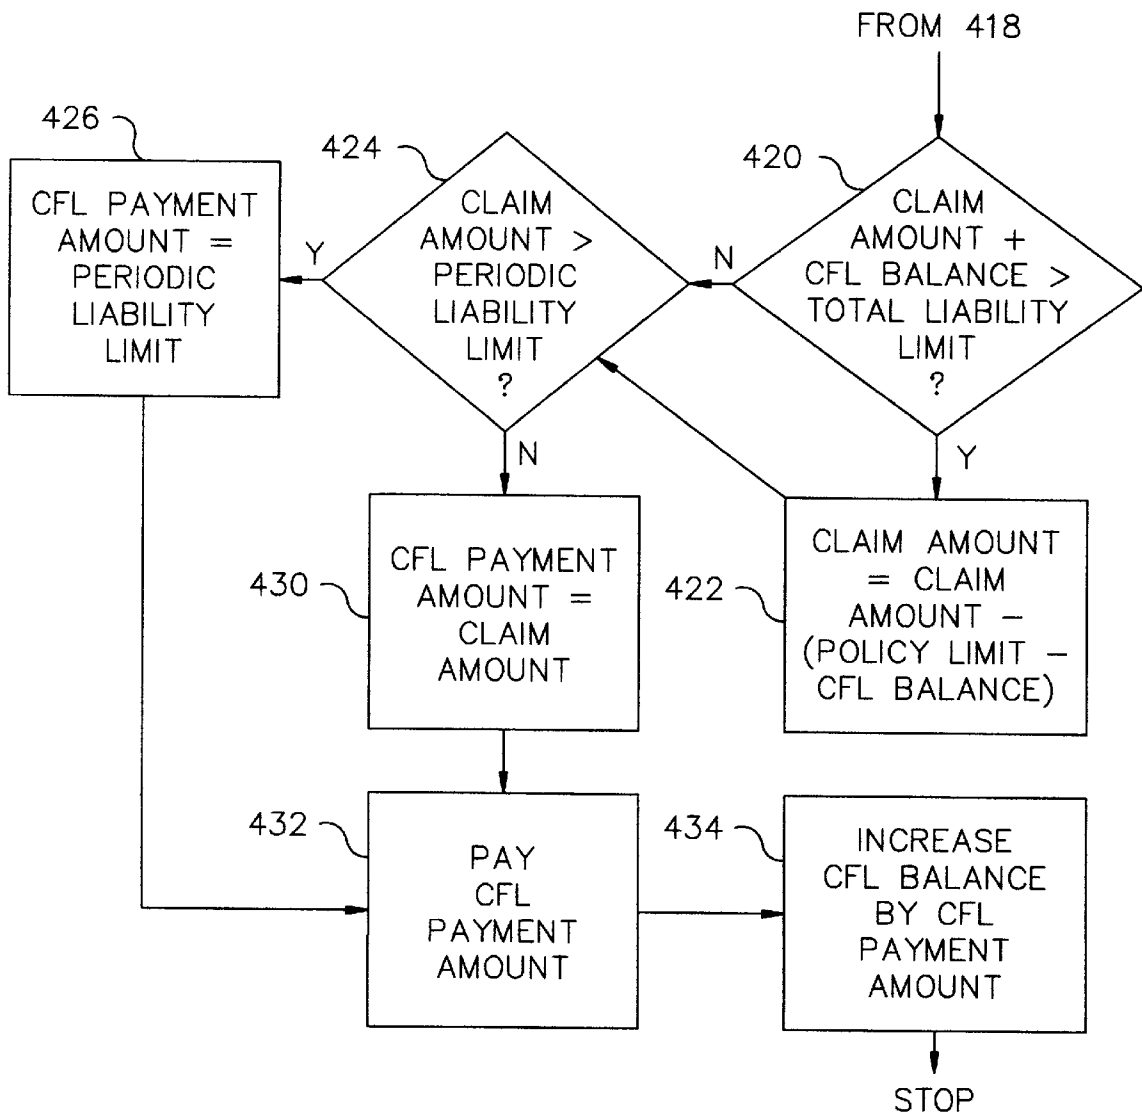 FROM 418
420
CLAIM
AMOUNT +
CFL BALANCE >
TOTAL LIABILITY
LIMIT
?
N
Y
424
CLAIM
AMOUNT >
PERIODIC
LIABILITY
LIMIT
?
Y
N
426
CFL PAYMENT
AMOUNT =
PERIODIC
LIABILITY
LIMIT
422
CLAIM AMOUNT
= CLAIM
AMOUNT –
(POLICY LIMIT –
CFL BALANCE)
430
CFL PAYMENT
AMOUNT =
CLAIM
AMOUNT
432
PAY
CFL
PAYMENT
AMOUNT
434
INCREASE
CFL BALANCE
BY CFL
PAYMENT
AMOUNT
STOP